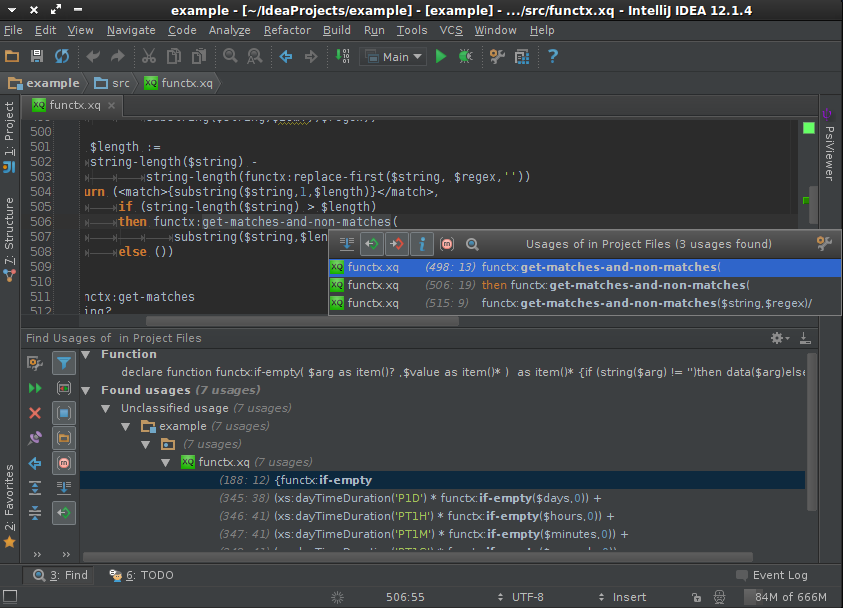 example - [~/IdeaProjects/example] - [example] - .../src/functx.xq - IntelliJ IDEA 12.1.4
File Edit View Navigate Code Analyze Refactor Build Run Tools VCS Window Help
Main
example src functx.xq
functx.xq
1: Project
7: Structure
2: Favorites
PsiViewer
500
501 $length :=
502 string-length($string) -
503 string-length(functx:replace-first($string, $regex,''))
504 urn (<match>{substring($string,1,$length)}</match>,
505 if (string-length($string) > $length)
506 then functx:get-matches-and-non-matches(
507 substring($string,$len
508 else ())
509
510
511 nctx:get-matches
512 ing?
Usages of in Project Files (3 usages found)
functx.xq (498: 13) functx:get-matches-and-non-matches(
functx.xq (506: 19) then functx:get-matches-and-non-matches(
functx.xq (515: 9) functx:get-matches-and-non-matches($string,$regex)/
Find Usages of in Project Files
Function
declare function functx:if-empty( $arg as item()? ,$value as item()* ) as item()* {if (string($arg) != '')then data($arg)else
Found usages (7 usages)
Unclassified usage (7 usages)
example (7 usages)
(7 usages)
functx.xq (7 usages)
(188: 12) {functx:if-empty
(345: 38) (xs:dayTimeDuration('P1D') * functx:if-empty($days,0)) +
(346: 41) (xs:dayTimeDuration('PT1H') * functx:if-empty($hours,0)) +
(347: 41) (xs:dayTimeDuration('PT1M') * functx:if-empty($minutes,0)) +
3: Find 6: TODO Event Log
506:55 UTF-8 Insert 84M of 666M